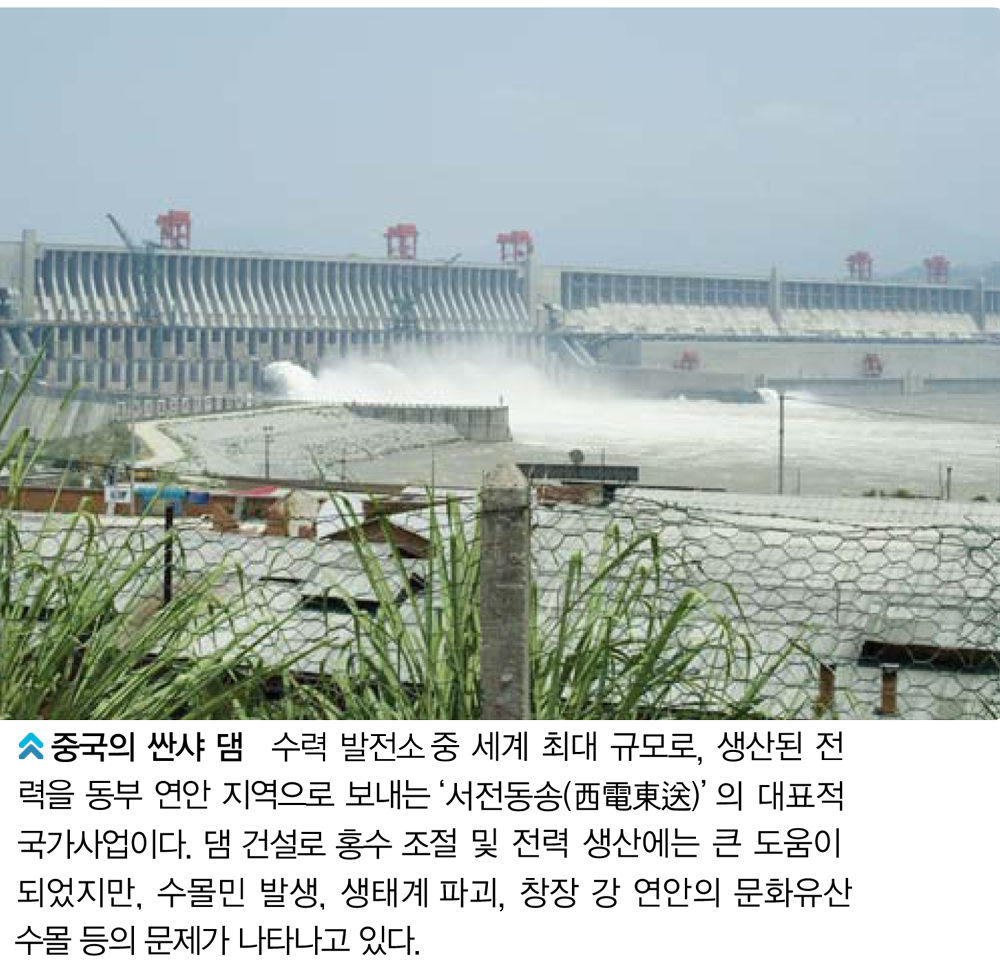 중국의 싼샤 댐 수력 발전소 중 세계 최대 규모로, 생산된 전
력을 동부 연안 지역으로 보내는 ‘서전동송(西電東送)’의 대표적
국가사업이다. 댐 건설로 홍수 조절 및 전력 생산에는 큰 도움이
되었지만, 수몰민 발생, 생태계 파괴, 창장 강 연안의 문화유산
수몰 등의 문제가 나타나고 있다.